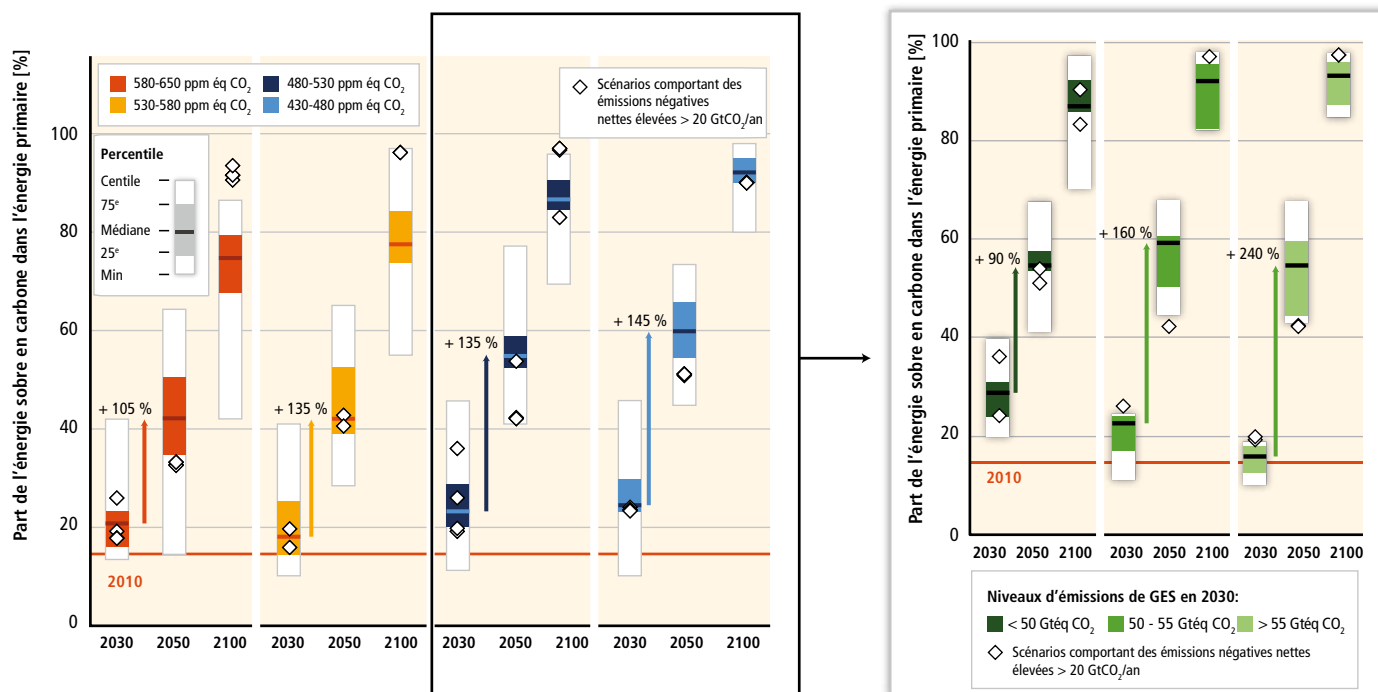 Part de l'énergie sobre en carbone dans l'énergie primaire [%]
580-650 ppm éq CO₂
530-580 ppm éq CO₂
480-530 ppm éq CO₂
430-480 ppm éq CO₂
Scénarios comportant des
émissions négatives
nettes élevées > 20 GtCO₂/an
Percentile
Centile
75ᵉ
Médiane
25ᵉ
Min
100
80
60
40
20
0
+ 105 %
+ 135 %
+ 135 %
+ 145 %
2010
2030 2050 2100
2030 2050 2100
2030 2050 2100
2030 2050 2100
Part de l'énergie sobre en carbone dans l'énergie primaire [%]
100
80
60
40
20
0
+ 90 %
+ 160 %
+ 240 %
2010
2030 2050 2100
2030 2050 2100
2030 2050 2100
Niveaux d'émissions de GES en 2030:
< 50 Gtéq CO₂ 50 - 55 Gtéq CO₂ > 55 Gtéq CO₂
Scénarios comportant des émissions négatives nettes
élevées > 20 GtCO₂/an